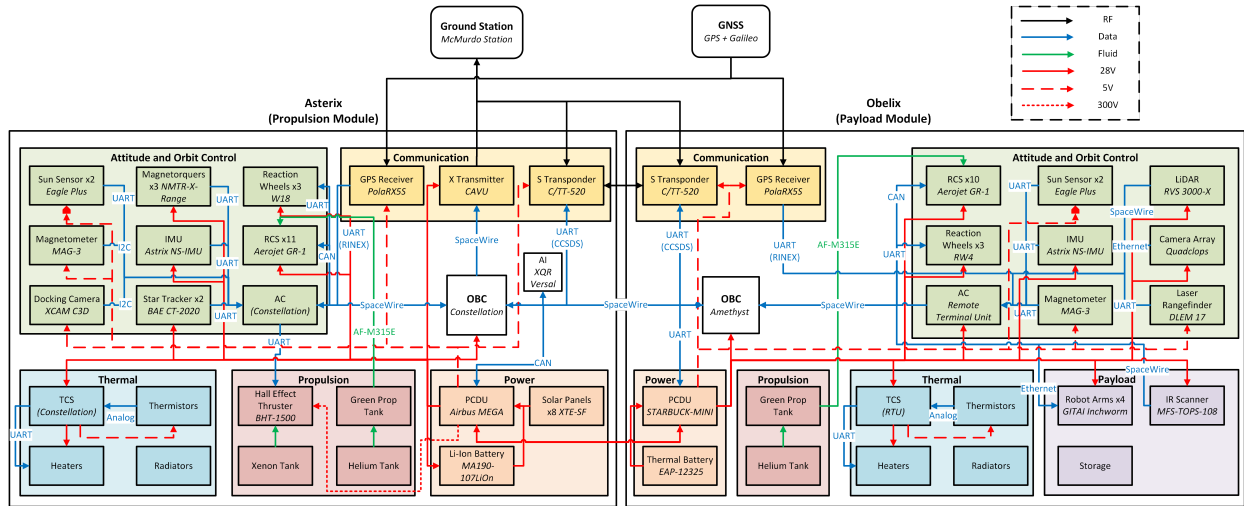 Ground Station
McMurdo Station
GNSS
GPS + Galileo
RF
Data
Fluid
28V
5V
300V
Asterix
(Propulsion Module)
Obelix
(Payload Module)
Attitude and Orbit Control
Sun Sensor x2
Eagle Plus
Magnetorquers
x3 NMTR-X-
Range
Reaction
Wheels x3
W18
Magnetometer
MAG-3
IMU
Astrix NS-IMU
RCS x11
Aerojet GR-1
Docking Camera
XCAM C3D
Star Tracker x2
BAE CT-2020
AC
(Constellation)
UART
UART
UART
I2C
UART
CAN
I2C
UART
UART
Communication
GPS Receiver
PolaRX5S
X Transmitter
CAVU
S Transponder
C/TT-520
UART
(RINEX)
SpaceWire
UART
(CCSDS)
AI
XQR
Versal
SpaceWire
OBC
Constellation
AF-M315E
CAN
SpaceWire
Communication
S Transponder
C/TT-520
GPS Receiver
PolaRX5S
UART
(CCSDS)
UART
(RINEX)
OBC
Amethyst
SpaceWire
UART
AF-M315E
Attitude and Orbit Control
RCS x10
Aerojet GR-1
Sun Sensor x2
Eagle Plus
LiDAR
RVS 3000-X
Reaction
Wheels x3
RW4
IMU
Astrix NS-IMU
Camera Array
Quadclops
AC
Remote
Terminal Unit
Magnetometer
MAG-3
Laser
Rangefinder
DLEM 17
CAN
UART
SpaceWire
UART
UART
Ethernet
UART
UART
Thermal
TCS
(Constellation)
Thermistors
Analog
UART
Heaters
Radiators
Propulsion
Hall Effect
Thruster
BHT-1500
Green Prop
Tank
Xenon Tank
Helium Tank
Power
PCDU
Airbus MEGA
Solar Panels
x8 XTE-SF
Li-Ion Battery
MA190-
107LiOn
Power
PCDU
STARBUCK-MINI
Thermal Battery
EAP-12325
Propulsion
Green Prop
Tank
Helium Tank
Thermal
TCS
(RTU)
Thermistors
Analog
UART
Heaters
Radiators
Payload
SpaceWire
Ethernet
Robot Arms x4
GITAI Inchworm
IR Scanner
MFS-TOPS-108
Storage